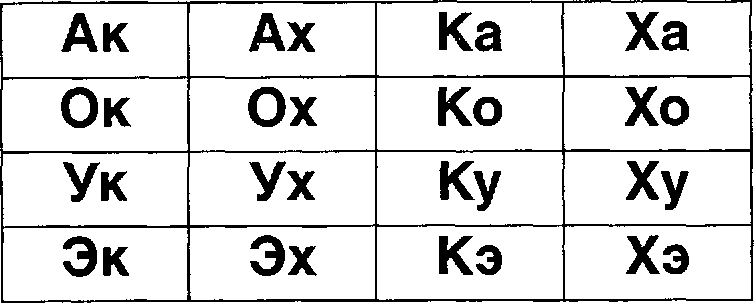 Ак Ах Ка Ха
Ок Ох Ко Хо
Ук Ух Ку Ху
Эк Эх Кэ Хэ